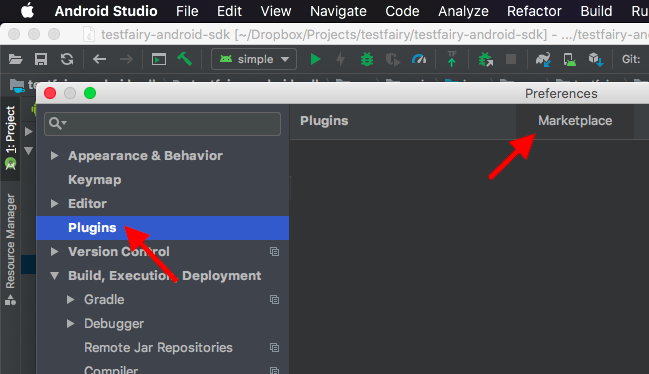 Android Studio File Edit View Navigate Code Analyze Refactor Build Ru
testfairy-android-sdk [~/Dropbox/Projects/testfairy/testfairy-android-sdk] - .../testfairy-an
simple TF Git:
Preferences
1: Project
Resource Manager
Plugins Marketplace
Appearance & Behavior
Keymap
Editor
Plugins
Version Control
Build, Execution, Deployment
Gradle
Debugger
Remote Jar Repositories
Compiler